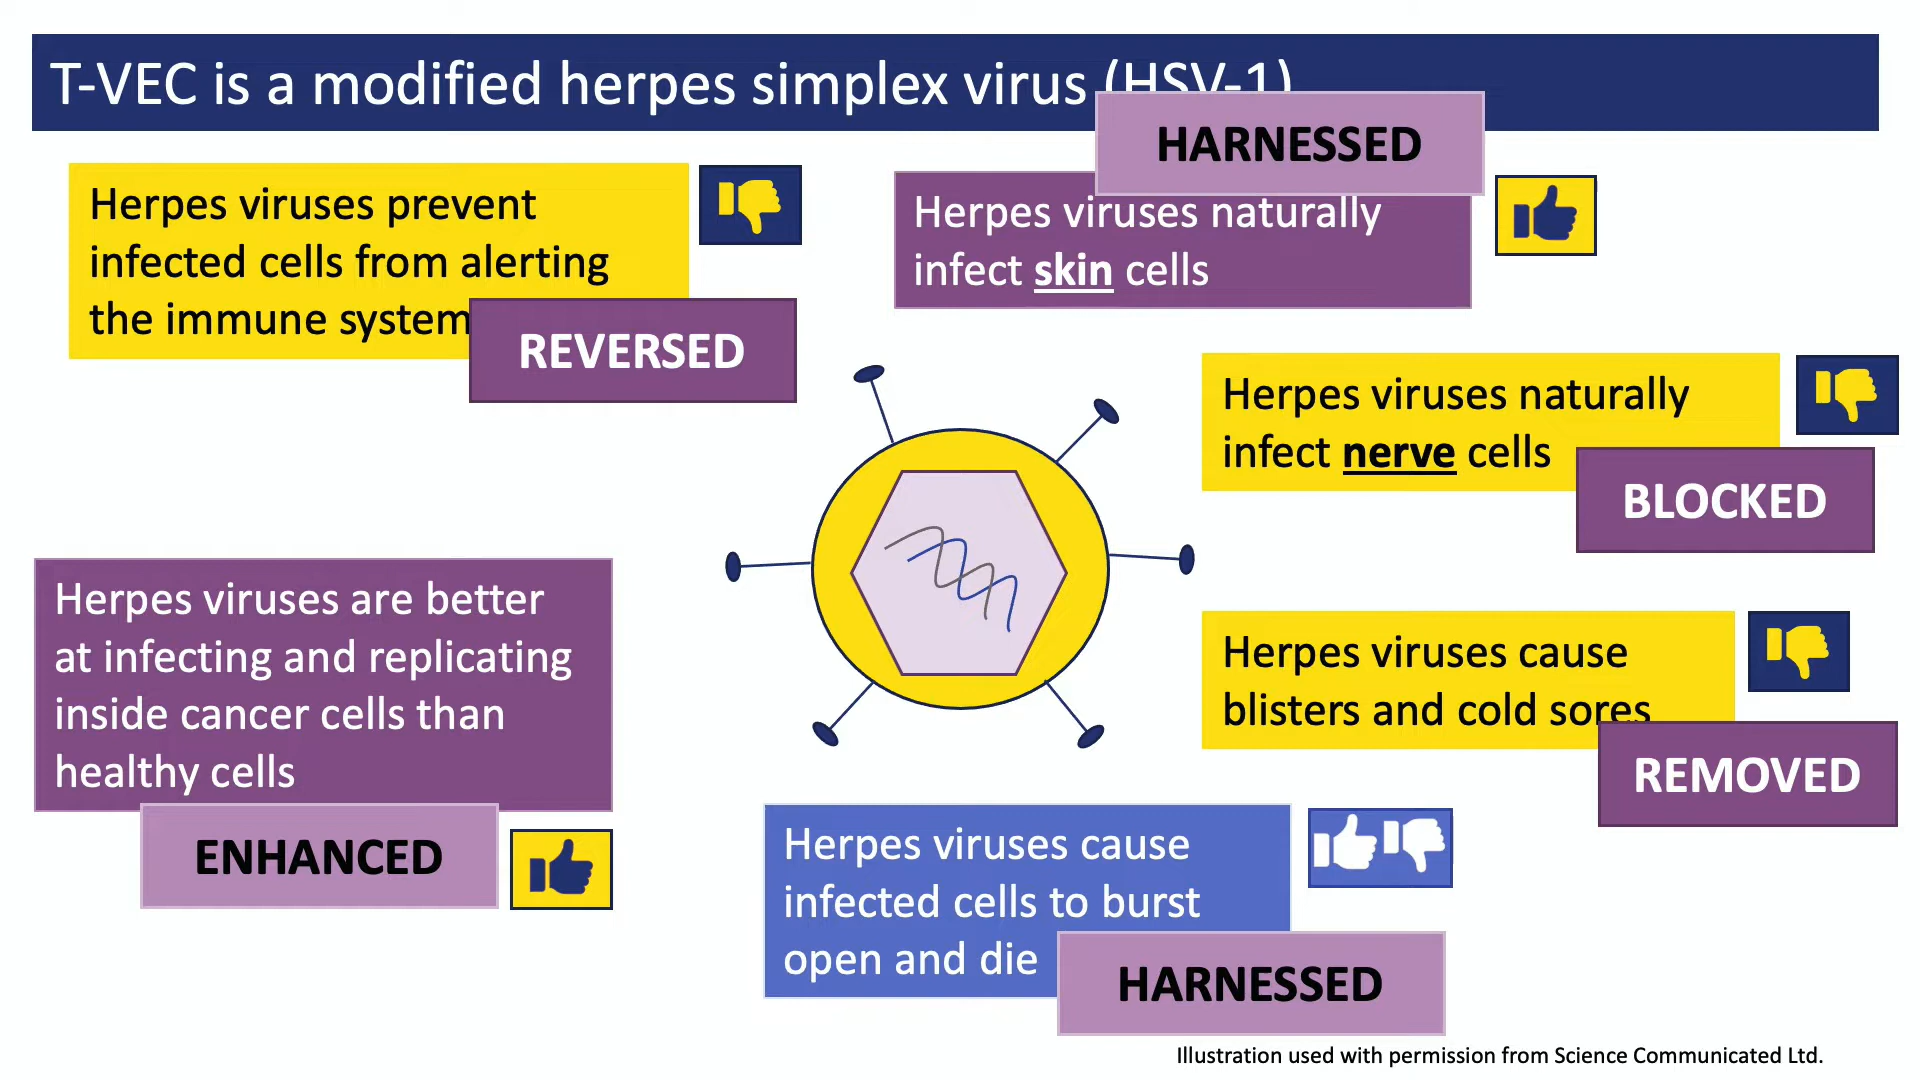 T-VEC is a modified herpes simplex virus (HSV-1)
HARNESSED
Herpes viruses prevent
infected cells from alerting
the immune system
REVERSED
Herpes viruses naturally
infect skin cells
Herpes viruses naturally
infect nerve cells
BLOCKED
Herpes viruses are better
at infecting and replicating
inside cancer cells than
healthy cells
ENHANCED
Herpes viruses cause
blisters and cold sores
REMOVED
Herpes viruses cause
infected cells to burst
open and die
HARNESSED
Illustration used with permission from Science Communicated Ltd.